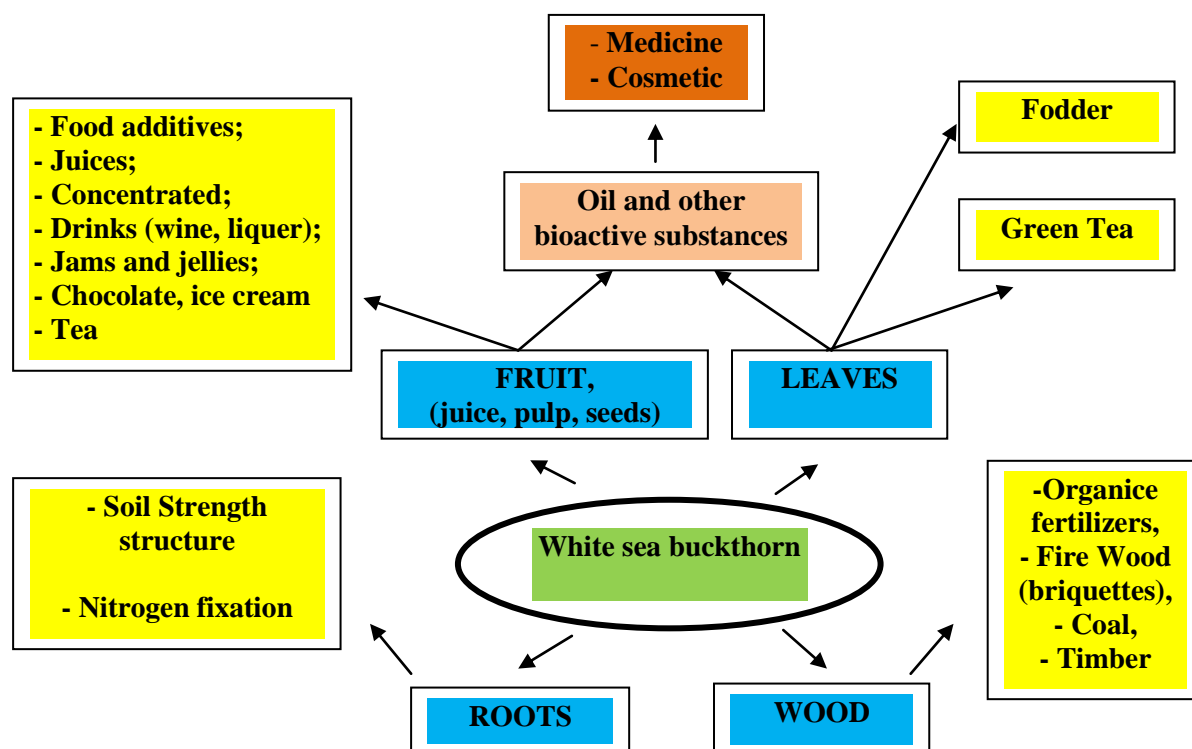 - Medicine
- Cosmetic
- Food additives;
- Juices;
- Concentrated;
- Drinks (wine, liquer);
- Jams and jellies;
- Chocolate, ice cream
- Tea
Oil and other
bioactive substances
Fodder
Green Tea
FRUIT,
(juice, pulp, seeds)
LEAVES
- Soil Strength
structure
- Nitrogen fixation
White sea buckthorn
-Organice
fertilizers,
- Fire Wood
(briquettes),
- Coal,
- Timber
ROOTS
WOOD